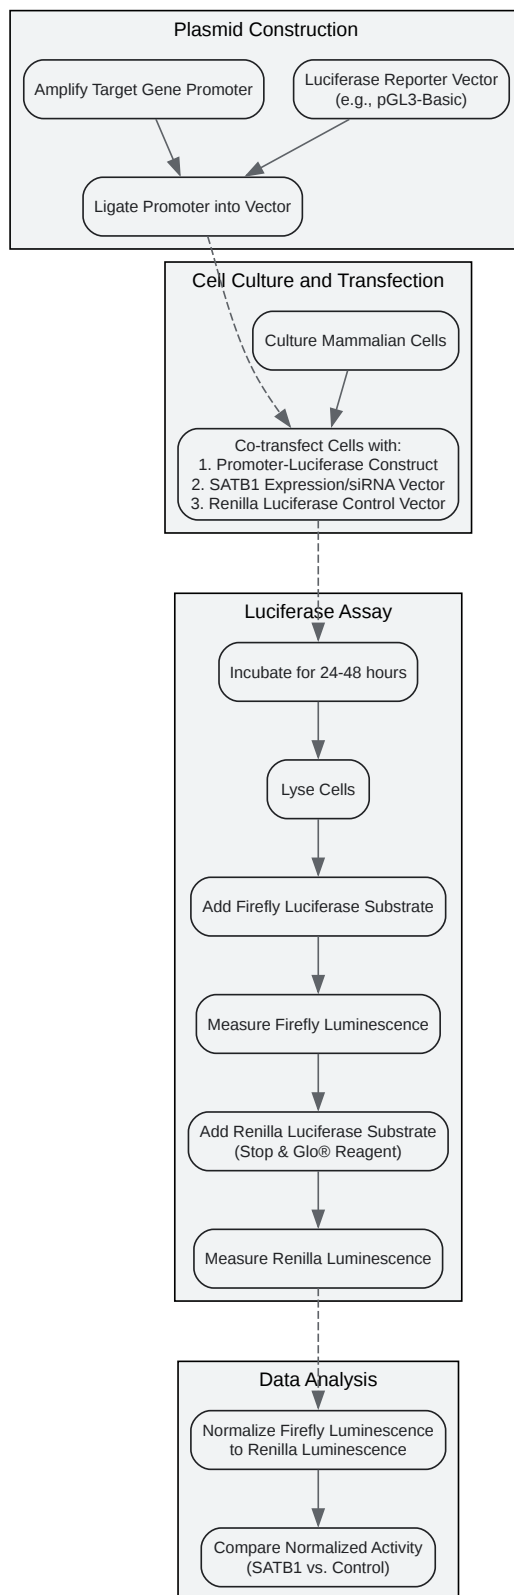 Plasmid Construction
Amplify Target Gene Promoter
Luciferase Reporter Vector
(e.g., pGL3-Basic)
Ligate Promoter into Vector
Cell Culture and Transfection
Culture Mammalian Cells
Co-transfect Cells with:
1. Promoter-Luciferase Construct
2. SATB1 Expression/siRNA Vector
3. Renilla Luciferase Control Vector
Luciferase Assay
Incubate for 24-48 hours
Lyse Cells
Add Firefly Luciferase Substrate
Measure Firefly Luminescence
Add Renilla Luciferase Substrate
(Stop & Glo® Reagent)
Measure Renilla Luminescence
Data Analysis
Normalize Firefly Luminescence
to Renilla Luminescence
Compare Normalized Activity
(SATB1 vs. Control)